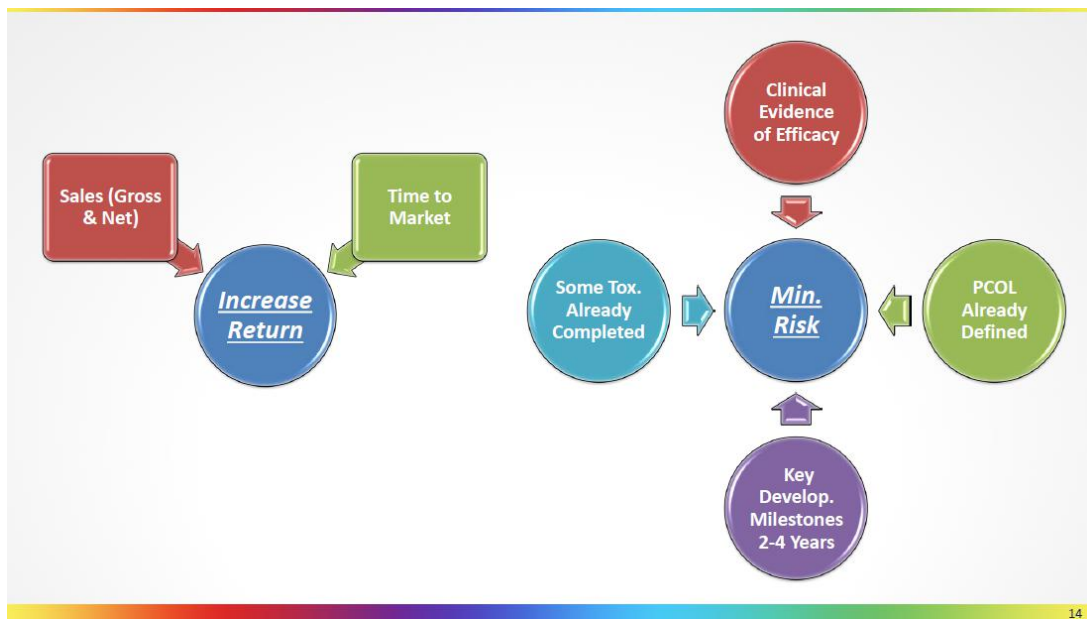 Sales (Gross
& Net)
Time to
Market
Increase
Return
Clinical
Evidence
of Efficacy
Some Tox.
Already
Completed
Min.
Risk
PCOL
Already
Defined
Key
Develop.
Milestones
2-4 Years
14